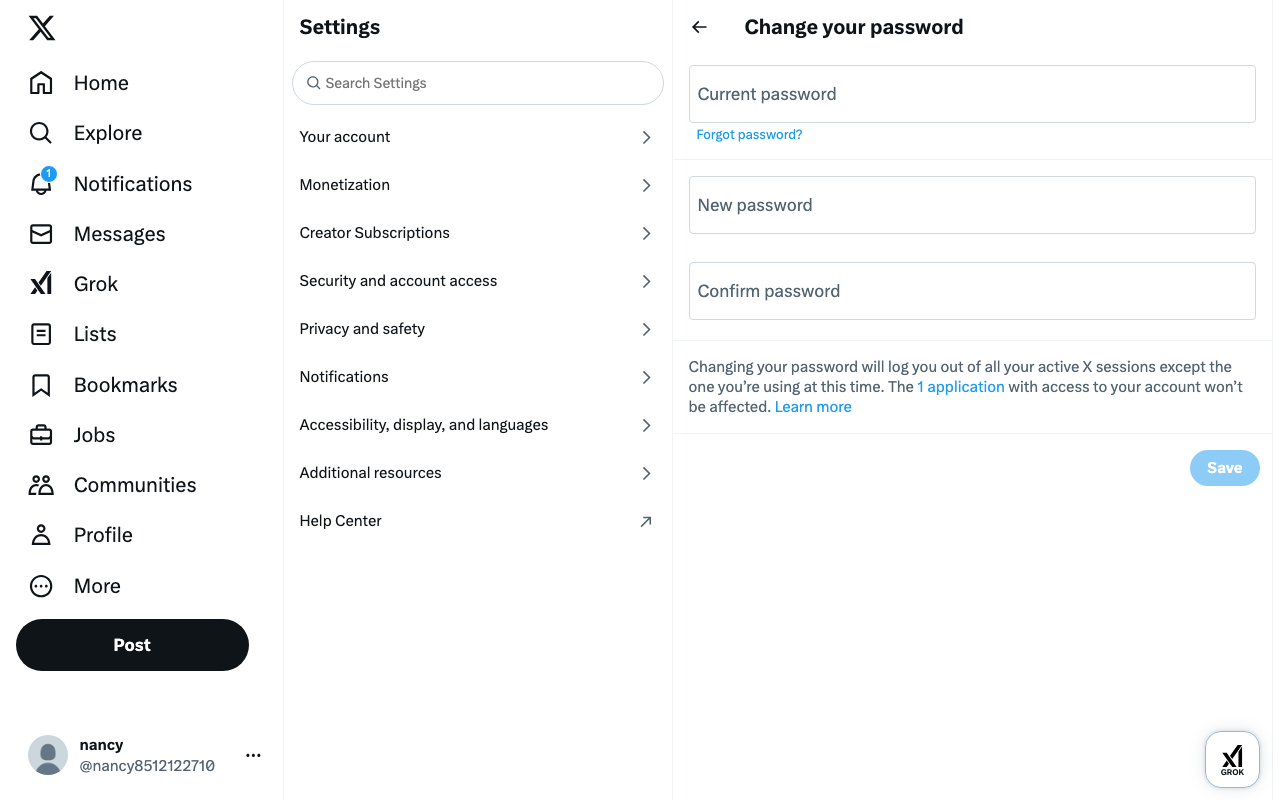 Home
Explore
1
Notifications
Messages
Grok
Lists
Bookmarks
Jobs
Communities
Profile
More
Post
nancy
@nancy8512122710
Settings
Search Settings
Your account
Monetization
Creator Subscriptions
Security and account access
Privacy and safety
Notifications
Accessibility, display, and languages
Additional resources
Help Center
Change your password
Current password
Forgot password?
New password
Confirm password
Changing your password will log you out of all your active X sessions except the
one you’re using at this time. The 1 application with access to your account won’t
be affected. Learn more
Save
GROK